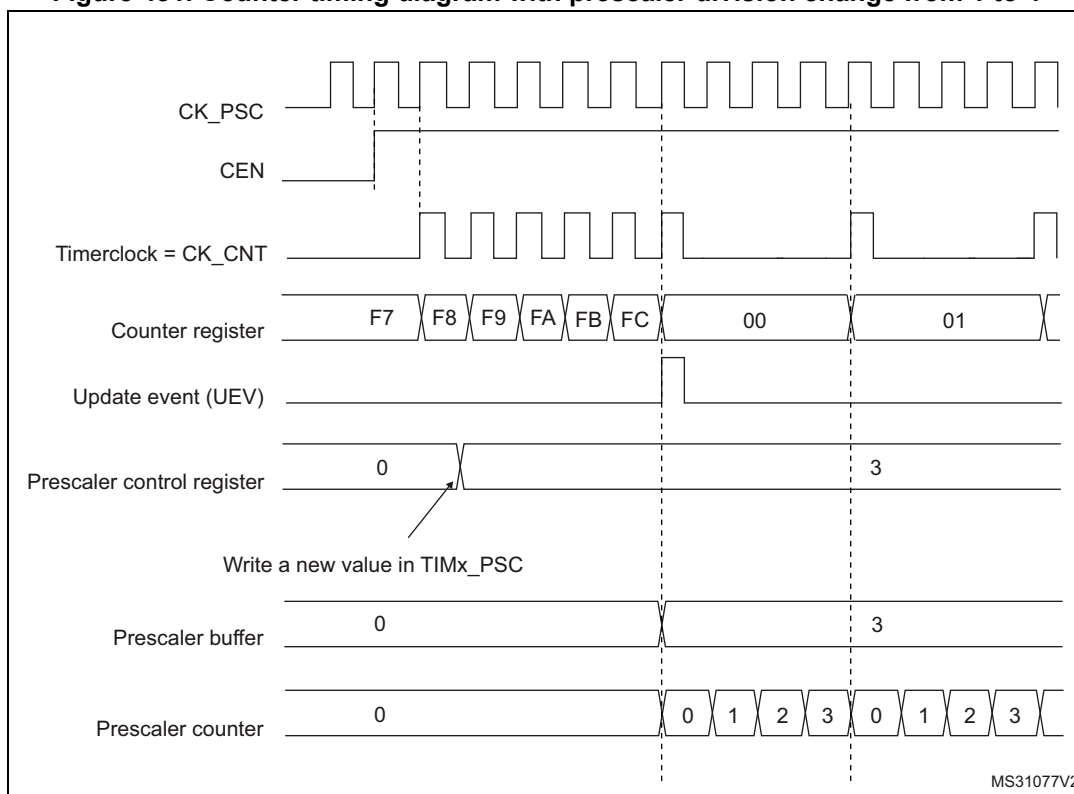 CK_PSC
CEN
Timerclock = CK_CNT
Counter register
F7 F8 F9 FA FB FC 00 01
Update event (UEV)
Prescaler control register
0 3
Write a new value in TIMx_PSC
Prescaler buffer
0 3
Prescaler counter
0 0 1 2 3 0 1 2 3
MS31077V2